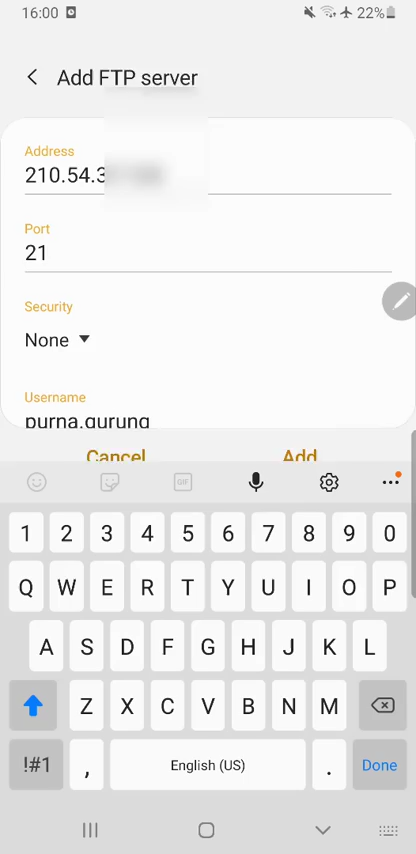 16:00 22%
Add FTP server
Address
210.54.3
Port
21
Security
None
Username
purna.gurung
Cancel Add
GIF
1 2 3 4 5 6 7 8 9 0
Q W E R T Y U I O P
A S D F G H J K L
Z X C V B N M
!#1 , English (US) . Done